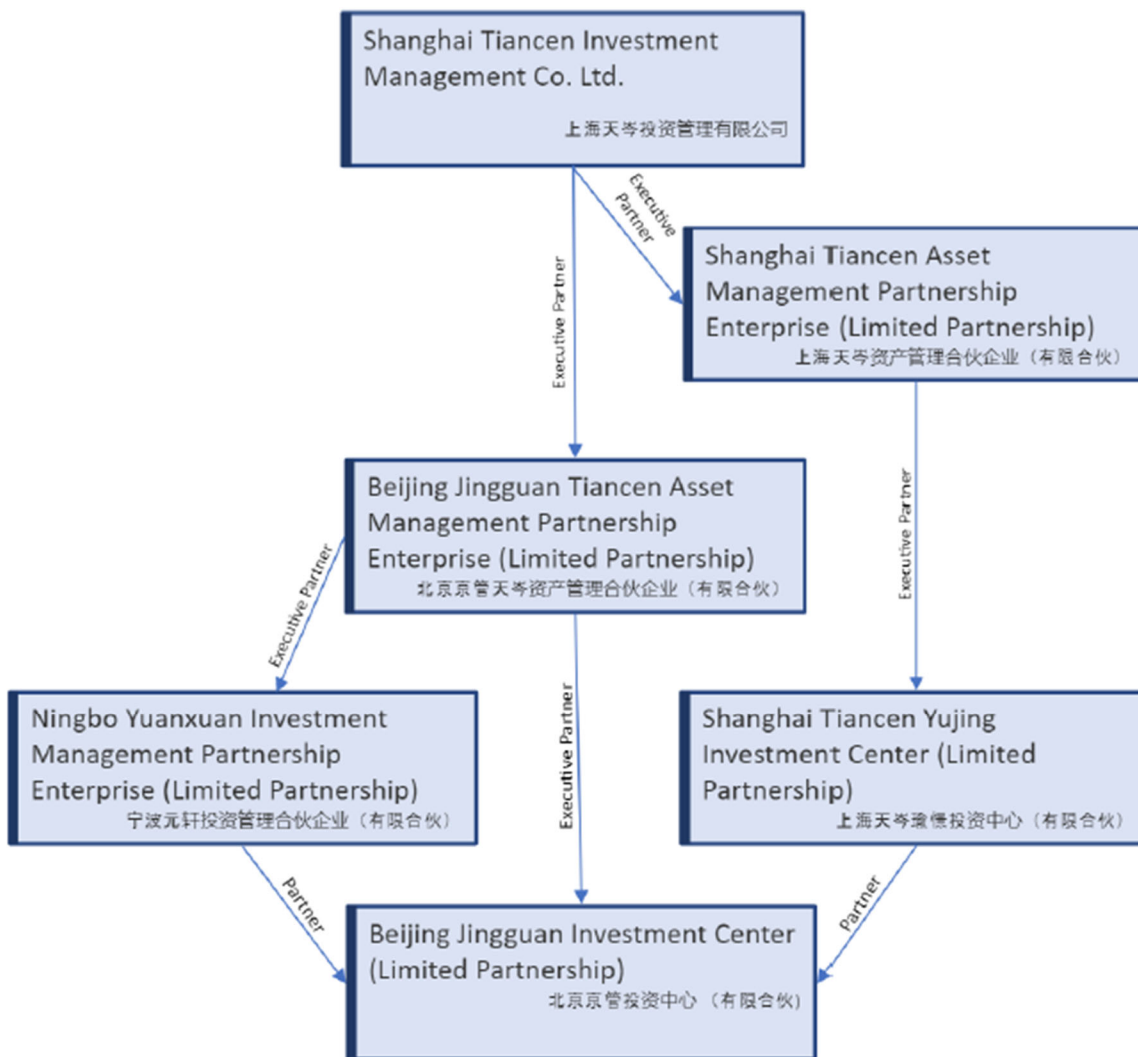 Shanghai Tiancen Investment
Management Co. Ltd.
上海天岑投资管理有限公司
Executive
Partner
Shanghai Tiancen Asset
Management Partnership
Enterprise (Limited Partnership)
上海天岑资产管理合伙企业（有限合伙）
Executive Partner
Beijing Jingguan Tiancen Asset
Management Partnership
Enterprise (Limited Partnership)
北京京管天岑资产管理合伙企业（有限合伙）
Executive Partner
Executive Partner
Executive Partner
Ningbo Yuanxuan Investment
Management Partnership
Enterprise (Limited Partnership)
宁波元轩投资管理合伙企业（有限合伙）
Shanghai Tiancen Yujing
Investment Center (Limited
Partnership)
上海天岑瑜憬投资中心（有限合伙）
Partner
Partner
Beijing Jingguan Investment Center
(Limited Partnership)
北京京管投资中心（有限合伙)